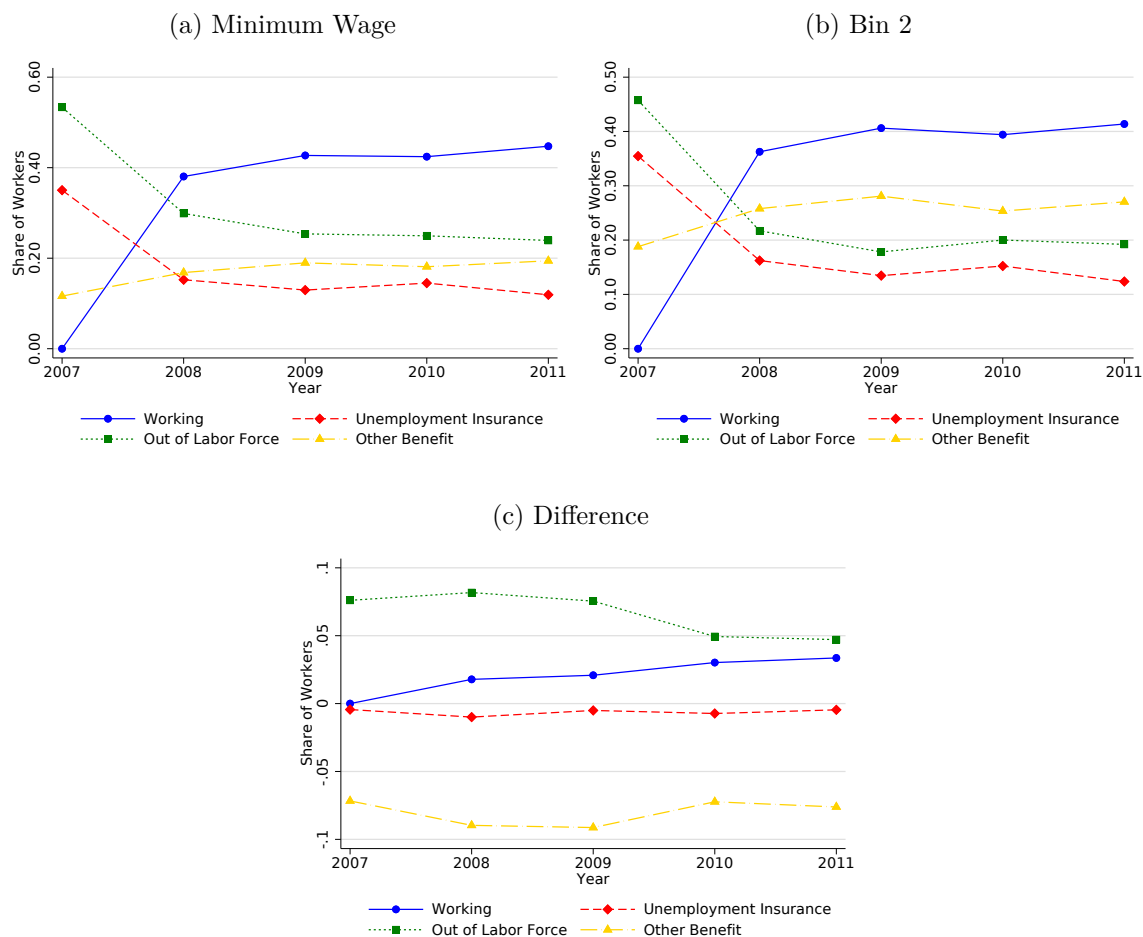 (a) Minimum Wage
Share of Workers
0.60
0.40
0.20
0.00
2007 2008 2009 2010 2011
Year
Working Unemployment Insurance
Out of Labor Force Other Benefit
(b) Bin 2
Share of Workers
0.50
0.40
0.30
0.20
0.10
0.00
2007 2008 2009 2010 2011
Year
Working Unemployment Insurance
Out of Labor Force Other Benefit
(c) Difference
Share of Workers
.1
.05
0
-.05
-.1
2007 2008 2009 2010 2011
Year
Working Unemployment Insurance
Out of Labor Force Other Benefit